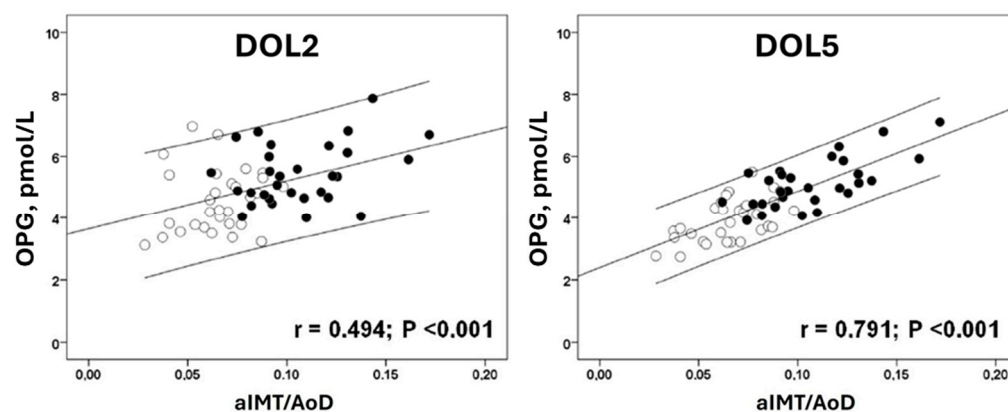 DOL2
10
8
6
4
2
0
OPG, pmol/L
r = 0.494; P <0.001
0,00 0,05 0,10 0,15 0,20
aIMT/AoD
DOL5
10
8
6
4
2
0
OPG, pmol/L
r = 0.791; P <0.001
0,00 0,05 0,10 0,15 0,20
aIMT/AoD